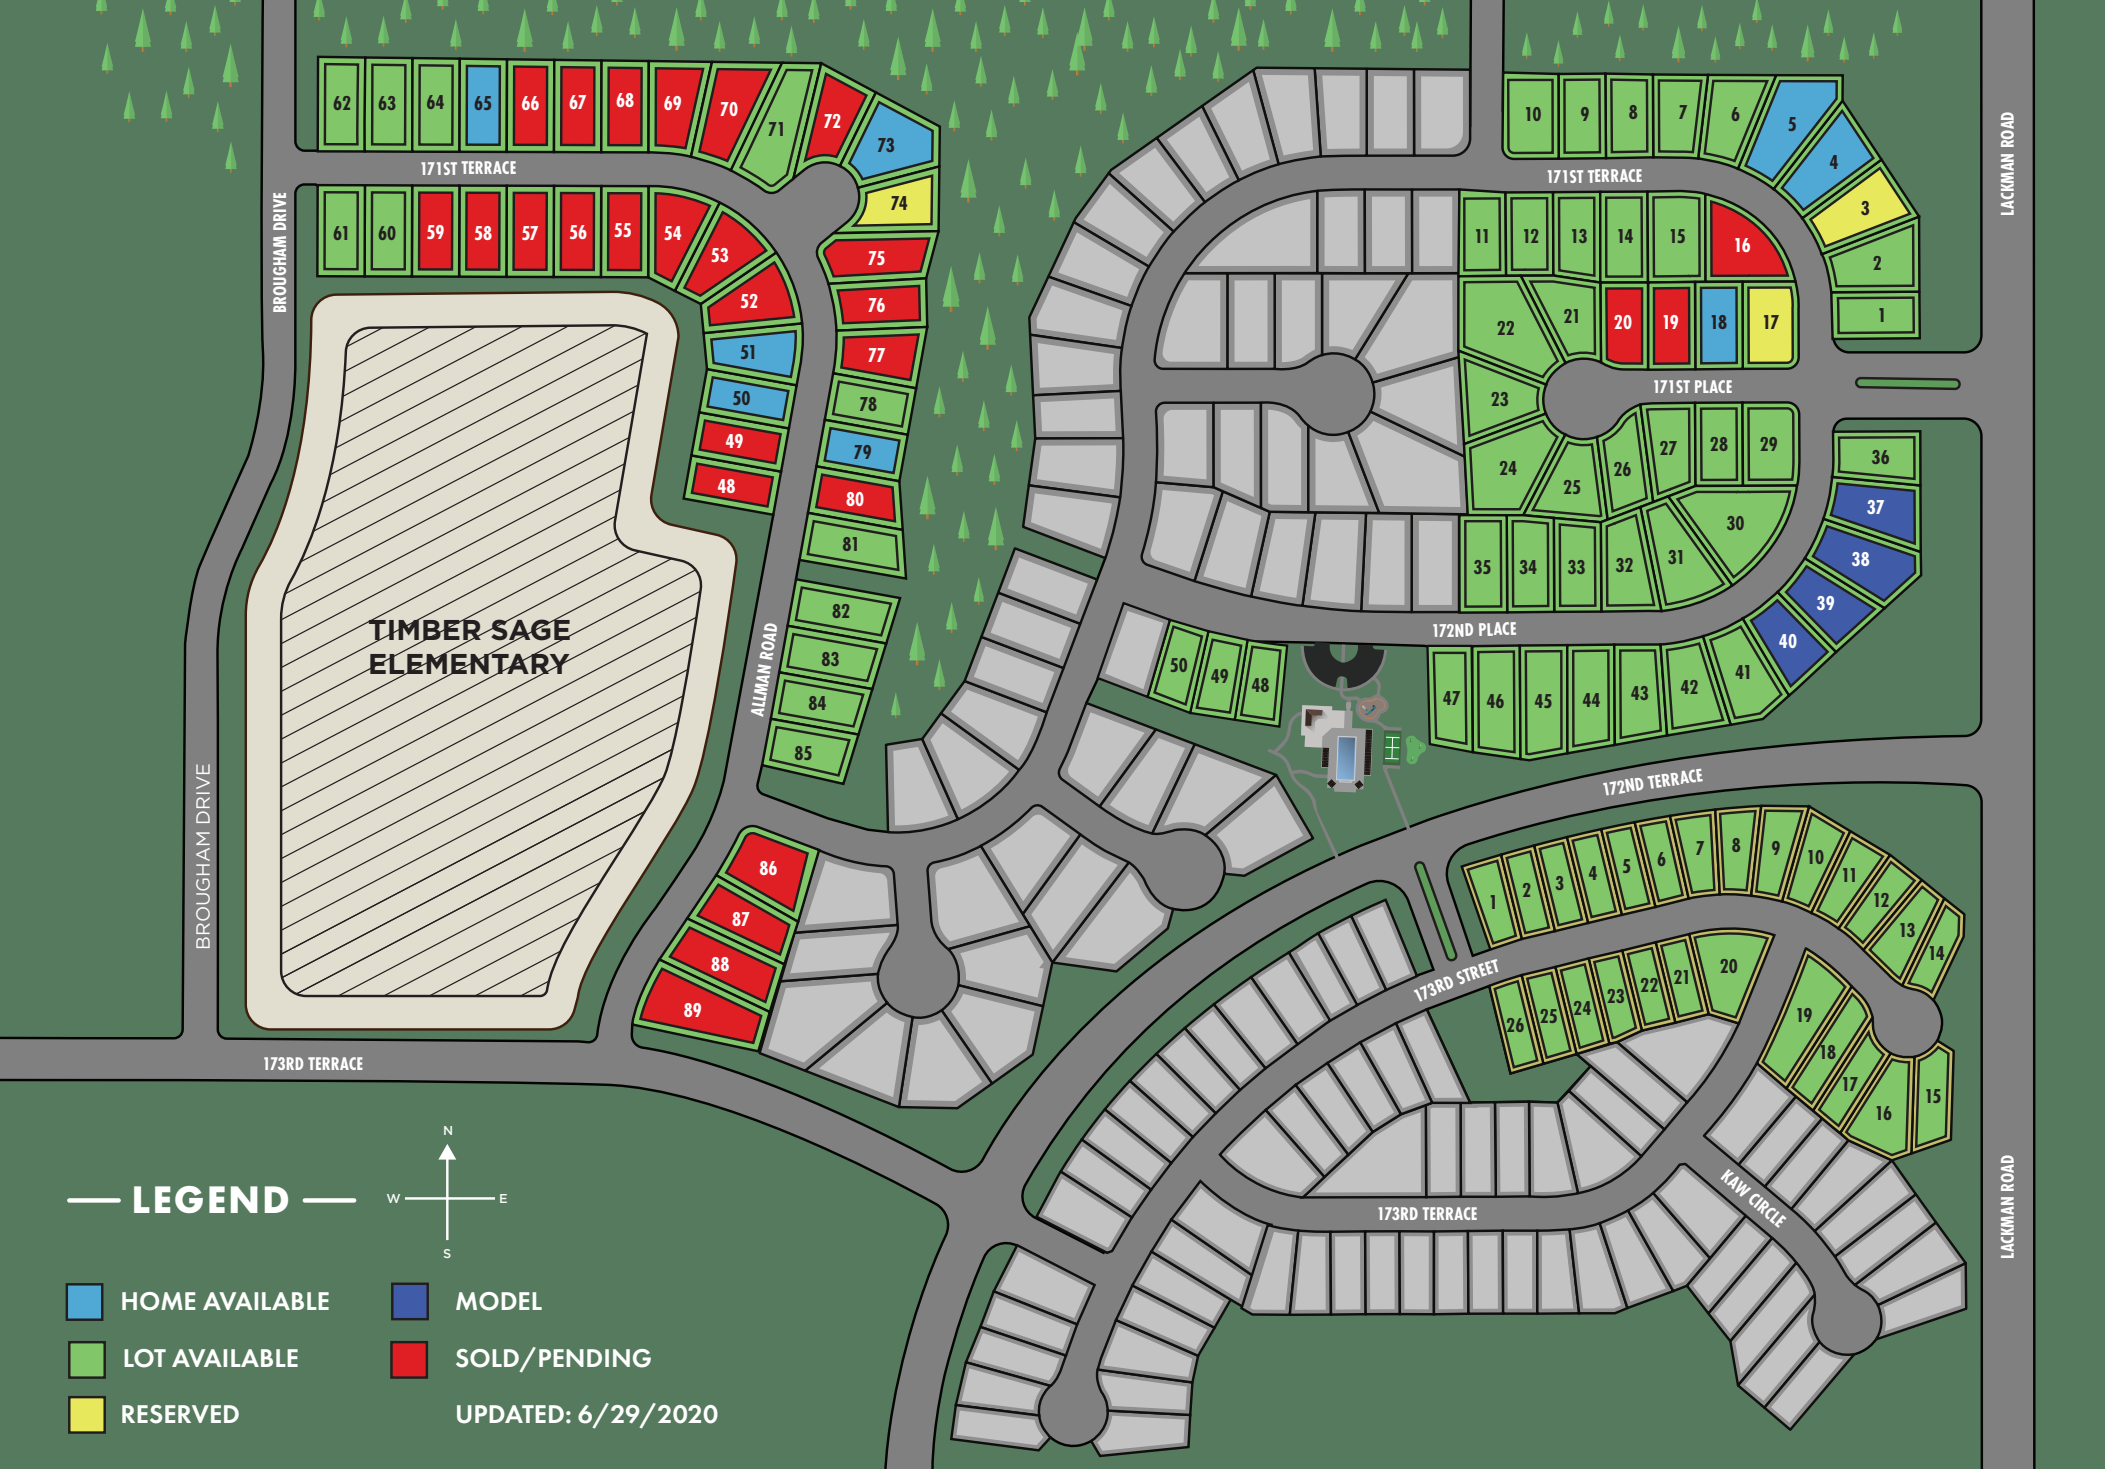 62 63 64 65 66 67 68 69 70 71 72 73
74
171ST TERRACE
61 60 59 58 57 56 55 54 53
52
51
50
49
48
75
76
77
78
79
80
81
82
83
84
85
86
87
88
89
BROUGHAM DRIVE
BROUGHAM DRIVE
ALLMAN ROAD
TIMBER SAGE
ELEMENTARY
173RD TERRACE
10 9 8 7 6 5
4
3
2
1
171ST TERRACE
11 12 13 14 15 16
22 21 20 19 18 17
171ST PLACE
23
24 25 26 27 28 29
30
35 34 33 32 31
36
37
38
39
40
172ND PLACE
50 49 48
47 46 45 44 43 42 41
LACKMAN ROAD
172ND TERRACE
1 2 3 4 5 6 7 8 9 10 11 12 13 14
173RD STREET
26 25 24 23 22 21 20
19
18
17
16
15
173RD TERRACE
KAW CIRCLE
LACKMAN ROAD
LEGEND
N
W E
S
HOME AVAILABLE
MODEL
LOT AVAILABLE
SOLD/PENDING
RESERVED
UPDATED: 6/29/2020